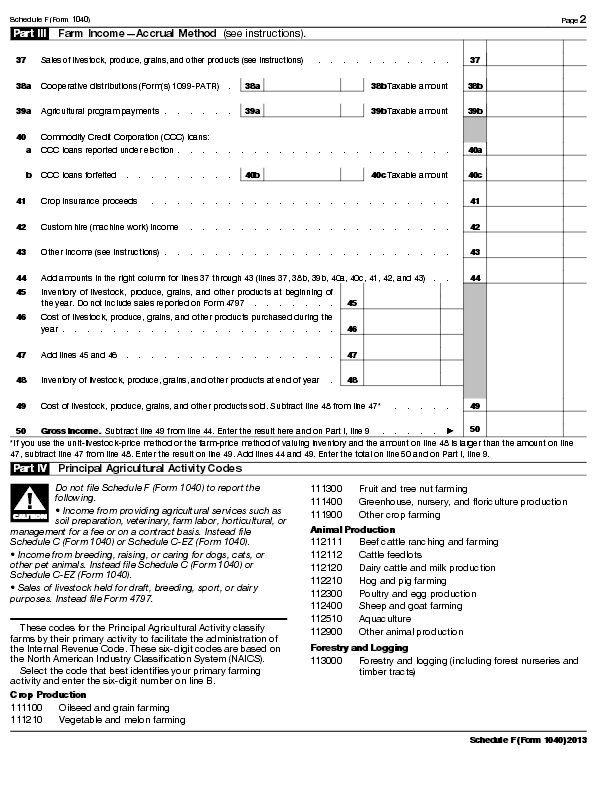 Schedule F (Form 1040) Page 2
Part III Farm Income—Accrual Method (see instructions).
37 Sales of livestock, produce, grains, and other products (see instructions) . . . . . . . . . . . 37
38a Cooperative distributions (Form(s) 1099-PATR) . 38a 38b Taxable amount 38b
39a Agricultural program payments . . . . . . 39a 39b Taxable amount 39b
40 Commodity Credit Corporation (CCC) loans:
a CCC loans reported under election . . . . . . . . . . . . . . . . . . . 40a
b CCC loans forfeited . . . . . . . . . 40b 40c Taxable amount 40c
41 Crop insurance proceeds . . . . . . . . . . . . . . . . . . . . . 41
42 Custom hire (machine work) income . . . . . . . . . . . . . . . . . . . 42
43 Other income (see instructions) . . . . . . . . . . . . . . . . . . . . 43
44 Add amounts in the right column for lines 37 through 43 (lines 37, 38b, 39b, 40a, 40c, 41, 42, and 43) . . 44
45 Inventory of livestock, produce, grains, and other products at beginning of
the year. Do not include sales reported on Form 4797 . . . . . . . 45
46 Cost of livestock, produce, grains, and other products purchased during the
year . . . . . . . . . . . . . . . . . . . 46
47 Add lines 45 and 46 . . . . . . . . . . . . . . 47
48 Inventory of livestock, produce, grains, and other products at end of year . 48
49 Cost of livestock, produce, grains, and other products sold. Subtract line 48 from line 47* . . . . . . 49
50 Gross income. Subtract line 49 from line 44. Enter the result here and on Part I, line 9 . . . . . . ▶ 50
*If you use the unit-livestock-price method or the farm-price method of valuing inventory and the amount on line 48 is larger than the amount on line
47, subtract line 47 from line 48. Enter the result on line 49. Add lines 44 and 49. Enter the total on line 50 and on Part I, line 9.
Part IV Principal Agricultural Activity Codes
CAUTION
Do not file Schedule F (Form 1040) to report the
following.
• Income from providing agricultural services such as
soil preparation, veterinary, farm labor, horticultural, or
management for a fee or on a contract basis. Instead file
Schedule C (Form 1040) or Schedule C-EZ (Form 1040).
• Income from breeding, raising, or caring for dogs, cats, or
other pet animals. Instead file Schedule C (Form 1040) or
Schedule C-EZ (Form 1040).
• Sales of livestock held for draft, breeding, sport, or dairy
purposes. Instead file Form 4797.
These codes for the Principal Agricultural Activity classify
farms by their primary activity to facilitate the administration of
the Internal Revenue Code. These six-digit codes are based on
the North American Industry Classification System (NAICS).
Select the code that best identifies your primary farming
activity and enter the six-digit number on line B.
Crop Production
111100 Oilseed and grain farming
111210 Vegetable and melon farming
111300 Fruit and tree nut farming
111400 Greenhouse, nursery, and floriculture production
111900 Other crop farming
Animal Production
112111 Beef cattle ranching and farming
112112 Cattle feedlots
112120 Dairy cattle and milk production
112210 Hog and pig farming
112300 Poultry and egg production
112400 Sheep and goat farming
112510 Aquaculture
112900 Other animal production
Forestry and Logging
113000 Forestry and logging (including forest nurseries and
timber tracts)
Schedule F (Form 1040) 2013